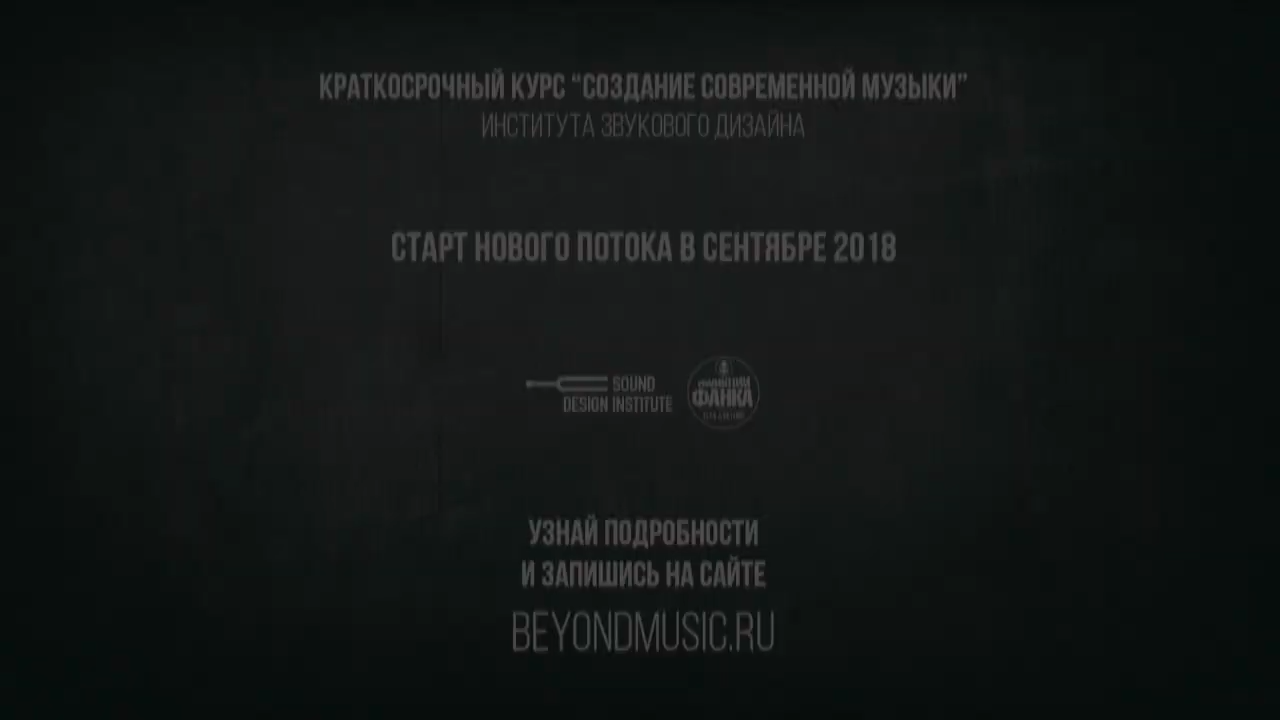 КРАТКОСРОЧНЫЙ КУРС “СОЗДАНИЕ СОВРЕМЕННОЙ МУЗЫКИ”
ИНСТИТУТА ЗВУКОВОГО ДИЗАЙНА
СТАРТ НОВОГО ПОТОКА В СЕНТЯБРЕ 2018
SOUND
DESIGN INSTITUTE
ФАНКА
УЗНАЙ ПОДРОБНОСТИ
И ЗАПИШИСЬ НА САЙТЕ
BEYONDMUSIC.RU